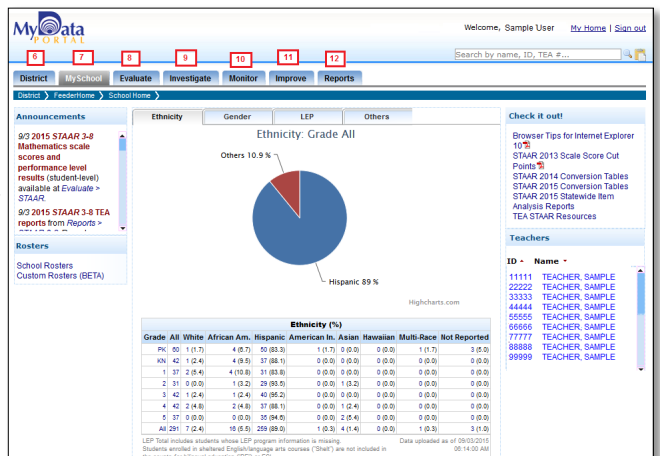 MyData
PORTAL
Welcome, Sample User My Home | Sign out
Search by name, ID, TEA #...
6 7 8 9 10 11 12
District MySchool Evaluate Investigate Monitor Improve Reports
District > FeederHome > School Home >
Announcements
9/3 2015 STAAR 3-8
Mathematics scale
scores and
performance level
results (student-level)
available at Evaluate >
STAAR.
9/3 2015 STAAR 3-8 TEA
reports from Reports >
Rosters
School Rosters
Custom Rosters (BETA)
Ethnicity Gender LEP Others
Ethnicity: Grade All
Others 10.9 %
Hispanic 89 %
Highcharts.com
Ethnicity (%)
Grade All White African Am. Hispanic American In. Asian Hawaiian Multi-Race Not Reported
PK 60 1 (1.7) 4 (6.7) 50 (83.3) 1 (1.7) 0 (0.0) 0 (0.0) 1 (1.7) 3 (5.0)
KN 42 1 (2.4) 4 (9.5) 37 (88.1) 0 (0.0) 0 (0.0) 0 (0.0) 0 (0.0) 0 (0.0)
1 37 2 (5.4) 4 (10.8) 31 (83.8) 0 (0.0) 0 (0.0) 0 (0.0) 0 (0.0) 0 (0.0)
2 31 0 (0.0) 1 (3.2) 29 (93.5) 0 (0.0) 1 (3.2) 0 (0.0) 0 (0.0) 0 (0.0)
3 42 1 (2.4) 1 (2.4) 40 (95.2) 0 (0.0) 0 (0.0) 0 (0.0) 0 (0.0) 0 (0.0)
4 42 2 (4.8) 2 (4.8) 37 (88.1) 0 (0.0) 1 (2.4) 0 (0.0) 0 (0.0) 0 (0.0)
5 37 0 (0.0) 0 (0.0) 35 (94.6) 0 (0.0) 2 (5.4) 0 (0.0) 0 (0.0) 0 (0.0)
All 291 7 (2.4) 16 (5.5) 259 (89.0) 1 (0.3) 4 (1.4) 0 (0.0) 1 (0.3) 3 (1.0)
LEP Total includes students whose LEP program information is missing.
Students enrolled in sheltered English/language arts courses ("Shelt") are not included in
Data uploaded as of 09/03/2015
06:14:00 AM
Check it out!
Browser Tips for Internet Explorer
10
STAAR 2013 Scale Score Cut
Points
STAAR 2014 Conversion Tables
STAAR 2015 Conversion Tables
STAAR 2015 Statewide Item
Analysis Reports
TEA STAAR Resources
Teachers
ID Name
11111 TEACHER, SAMPLE
22222 TEACHER, SAMPLE
33333 TEACHER, SAMPLE
44444 TEACHER, SAMPLE
55555 TEACHER, SAMPLE
66666 TEACHER, SAMPLE
77777 TEACHER, SAMPLE
88888 TEACHER, SAMPLE
99999 TEACHER, SAMPLE